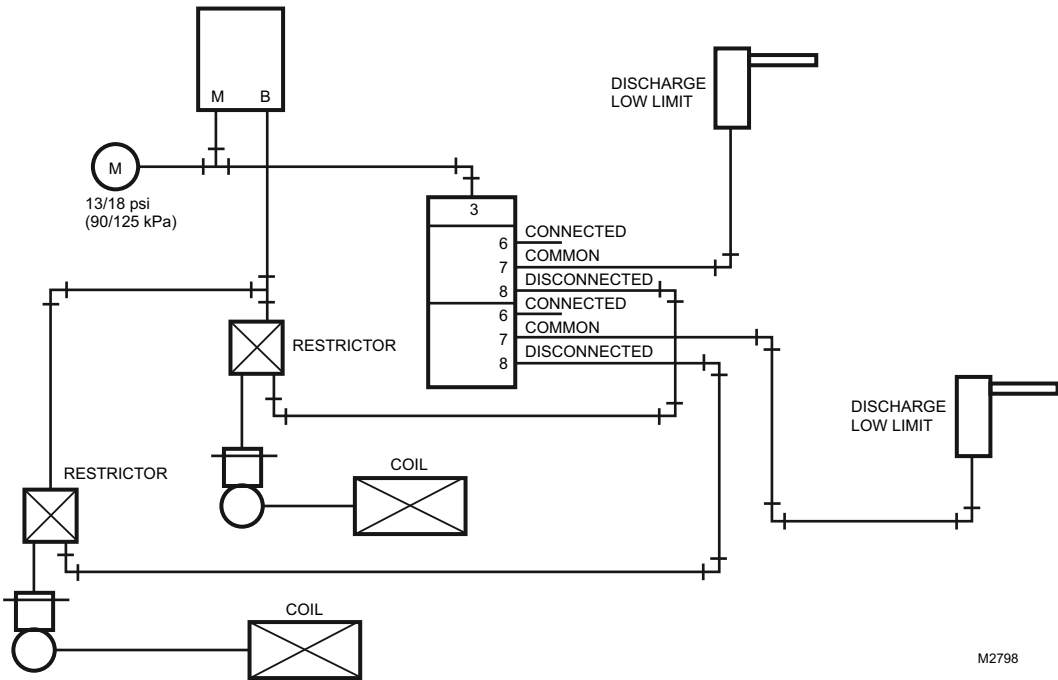 M B
DISCHARGE
LOW LIMIT
M
13/18 psi
(90/125 kPa)
3
6 CONNECTED
7 COMMON
8 DISCONNECTED
6 CONNECTED
7 COMMON
8 DISCONNECTED
RESTRICTOR
DISCHARGE
LOW LIMIT
RESTRICTOR
COIL
COIL
M2798